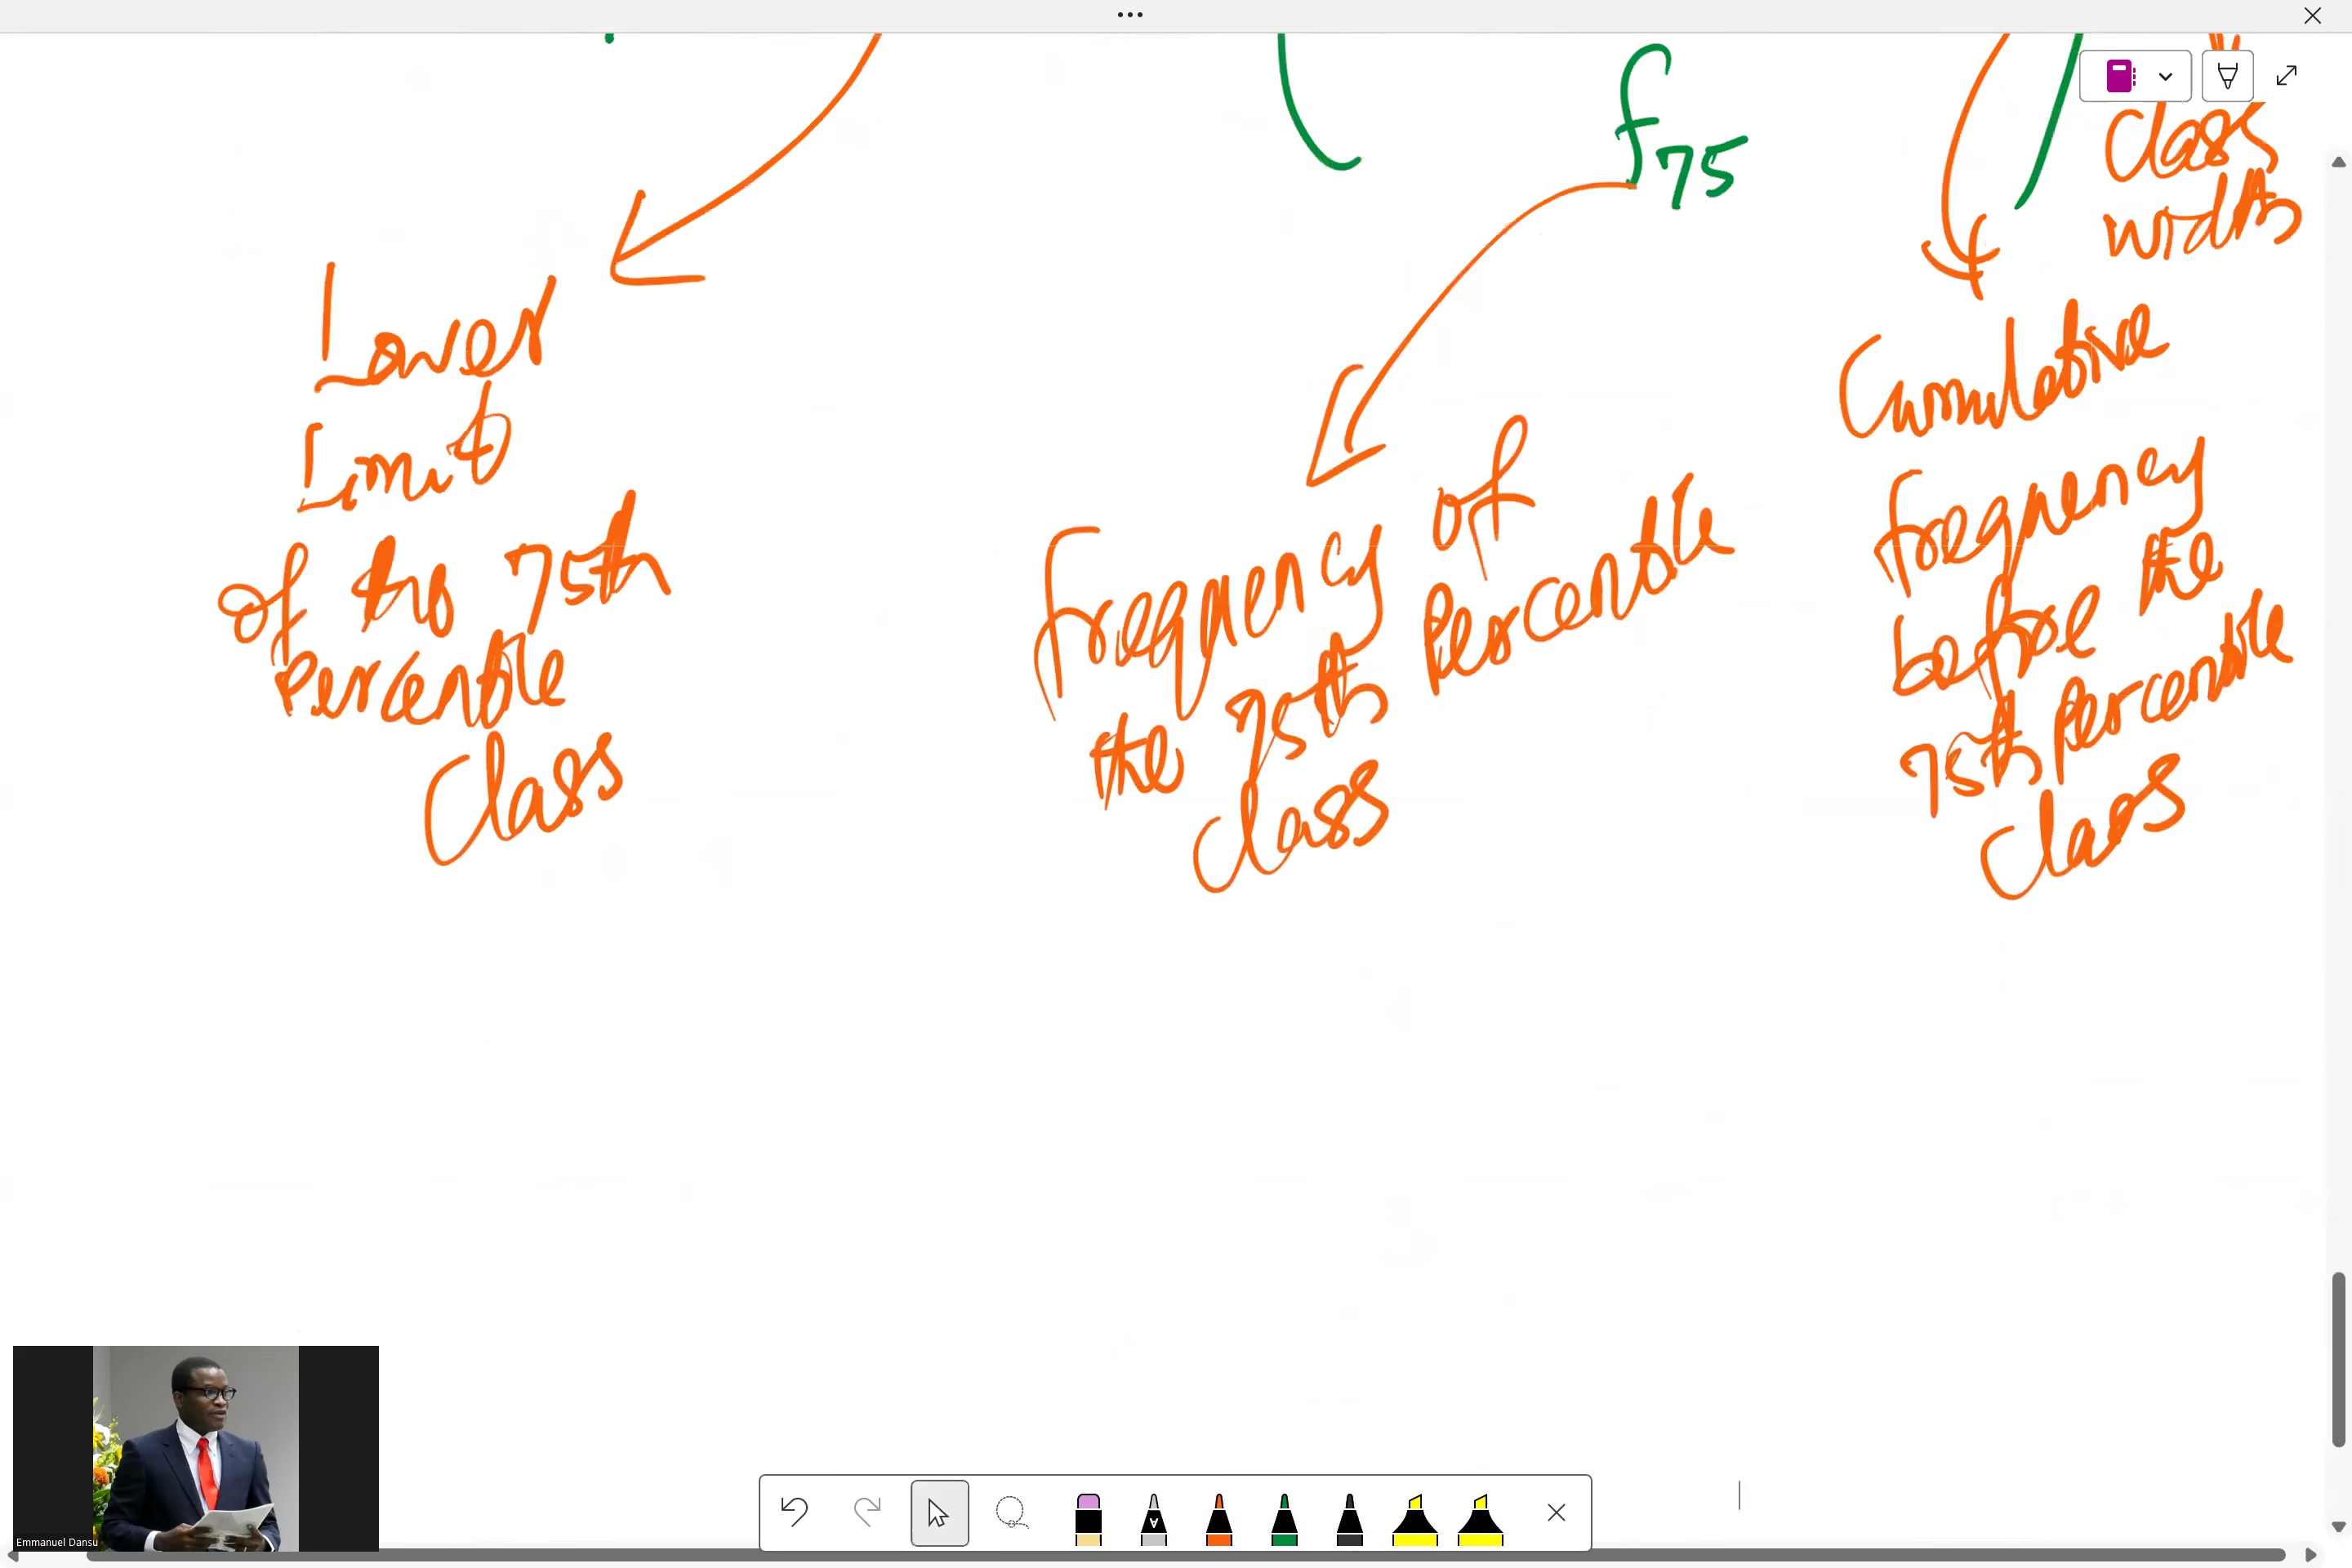 f75
Class
width
Lower
Limit
of the 75th
Percentile
Class
Frequency of
the 75th Percentile
Class
Cumulative
frequency
before the
75th Percentile
Class
Emmanuel Dansu